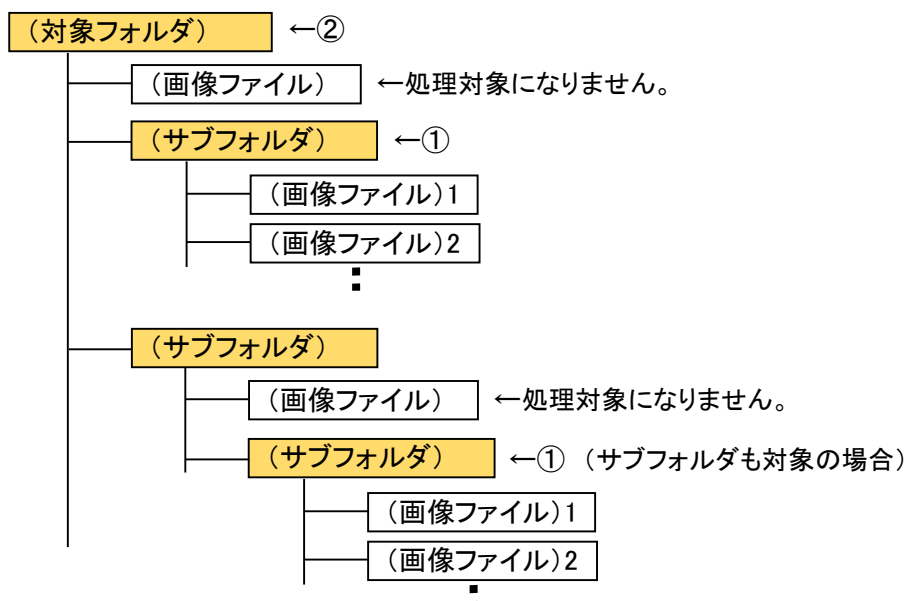 （対象フォルダ） ←②
（画像ファイル） ←処理対象になりません。
（サブフォルダ） ←①
（画像ファイル）1
（画像ファイル）2
（サブフォルダ）
（画像ファイル） ←処理対象になりません。
（サブフォルダ） ←① （サブフォルダも対象の場合）
（画像ファイル）1
（画像ファイル）2